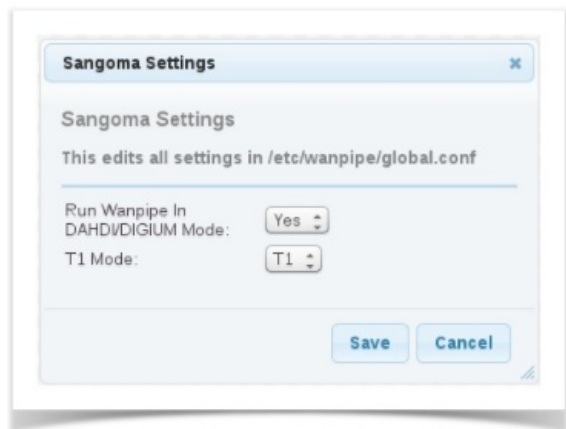 Sangoma Settings
Sangoma Settings
This edits all settings in /etc/wanpipe/global.conf
Run Wanpipe In
DAHDI/DIGIUM Mode:
Yes
T1 Mode:
T1
Save
Cancel